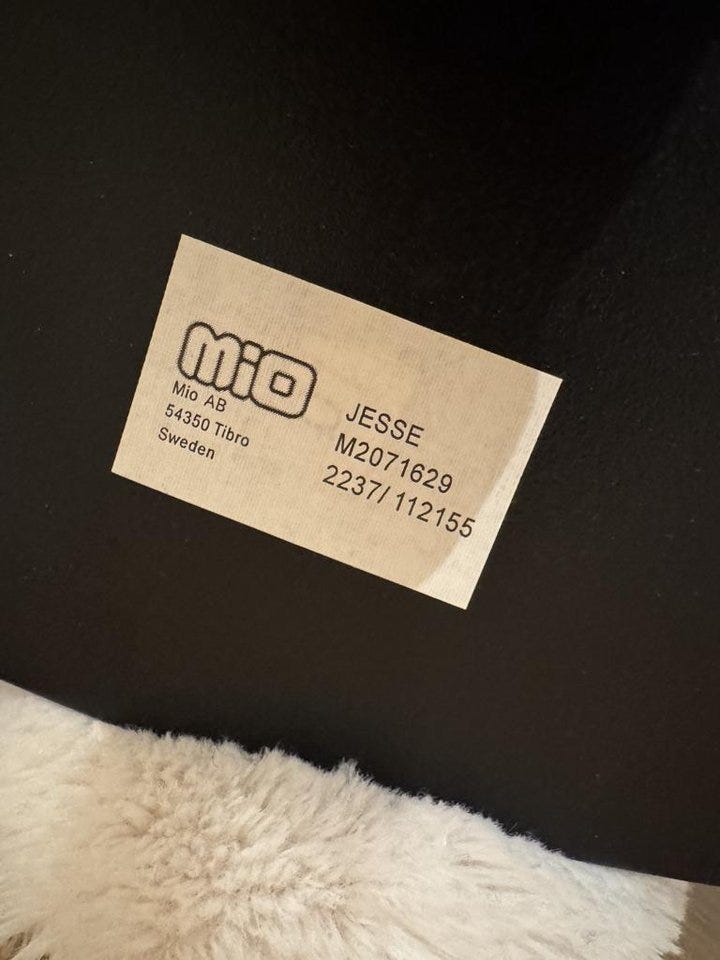 mio
Mio AB
54350 Tibro
Sweden
JESSE
M2071629
2237/ 112155